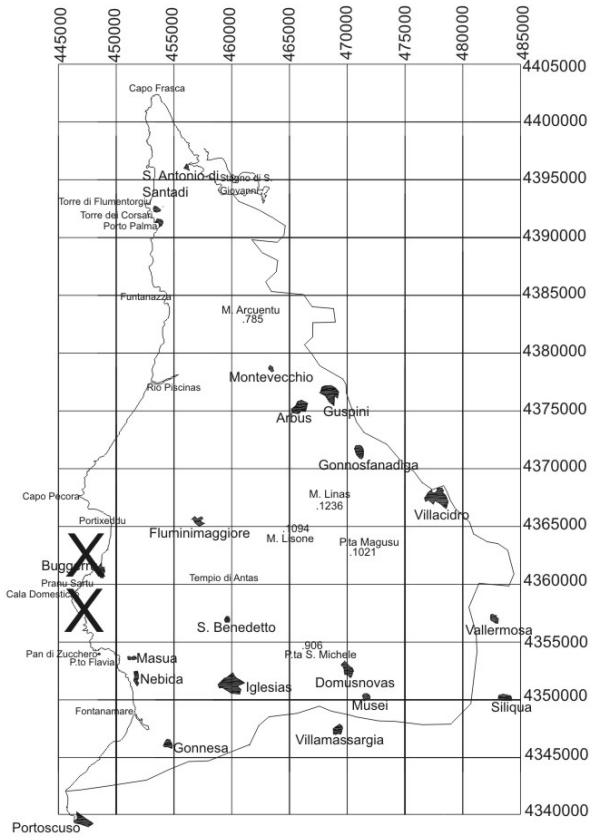 445000
450000
455000
460000
465000
470000
475000
480000
485000
4405000
Capo Frasca
4400000
S. Antonio di
Santadi
Stagno di S.
Giovanni
4395000
Torre di Flumentorgiu
Torre dei Corsari
Porto Palma
4390000
Funtanazza
4385000
M. Arcuentu
.785
4380000
Montevecchio
Rio Piscinas
Arbus
Guspini
4375000
Gonnosfanadiga
4370000
Capo Pecora
M. Linas
.1236
Villacidro
Portixeddu
Fluminimaggiore
4365000
.1094
M. Lisone
P.ta Magusu
.1021
X
Buggerru
Tempio di Antas
4360000
Pranu Sartu
Cala Domestica
X
S. Benedetto
Vallermosa
4355000
.906
P.ta S. Michele
Pan di Zucchero
P.to Flavia
Masua
Nebida
Iglesias
Domusnovas
Musei
Siliqua
4350000
Fontanamare
Gonnesa
Villamassargia
4345000
4340000
Portoscuso